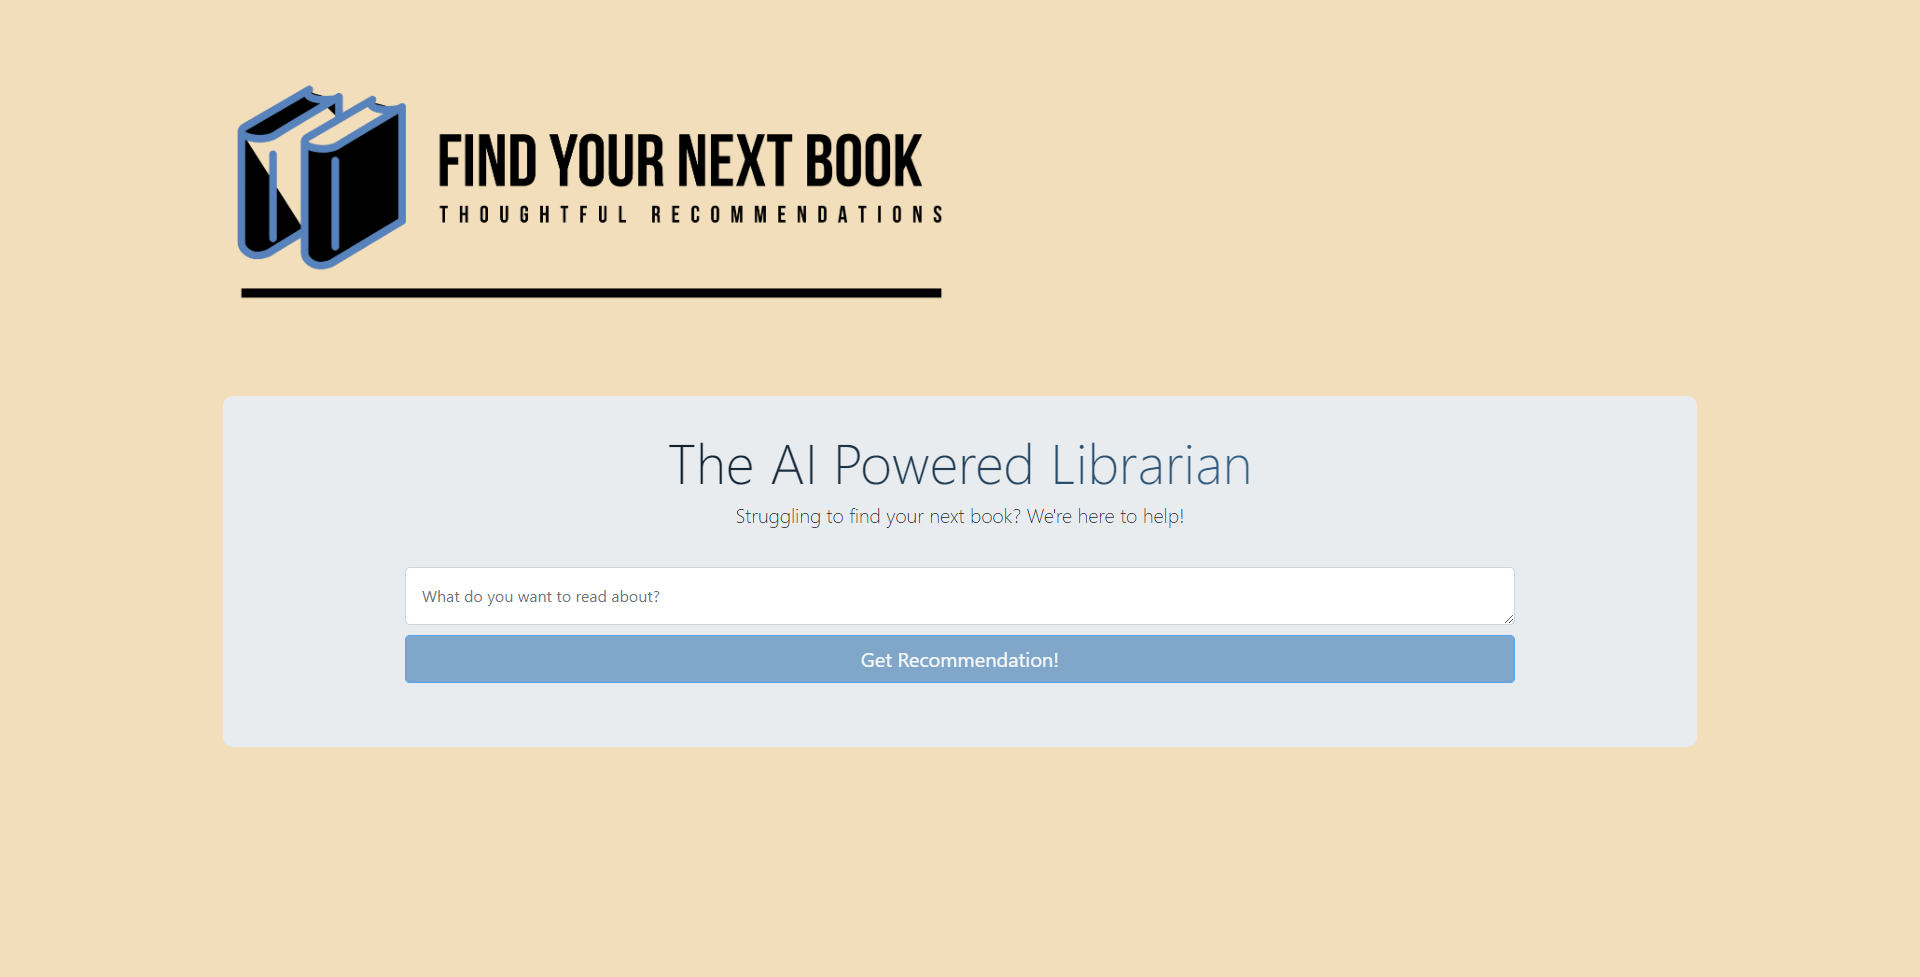 FIND YOUR NEXT BOOK
THOUGHTFUL RECOMMENDATIONS
The AI Powered Librarian
Struggling to find your next book? We're here to help!
What do you want to read about?
Get Recommendation!